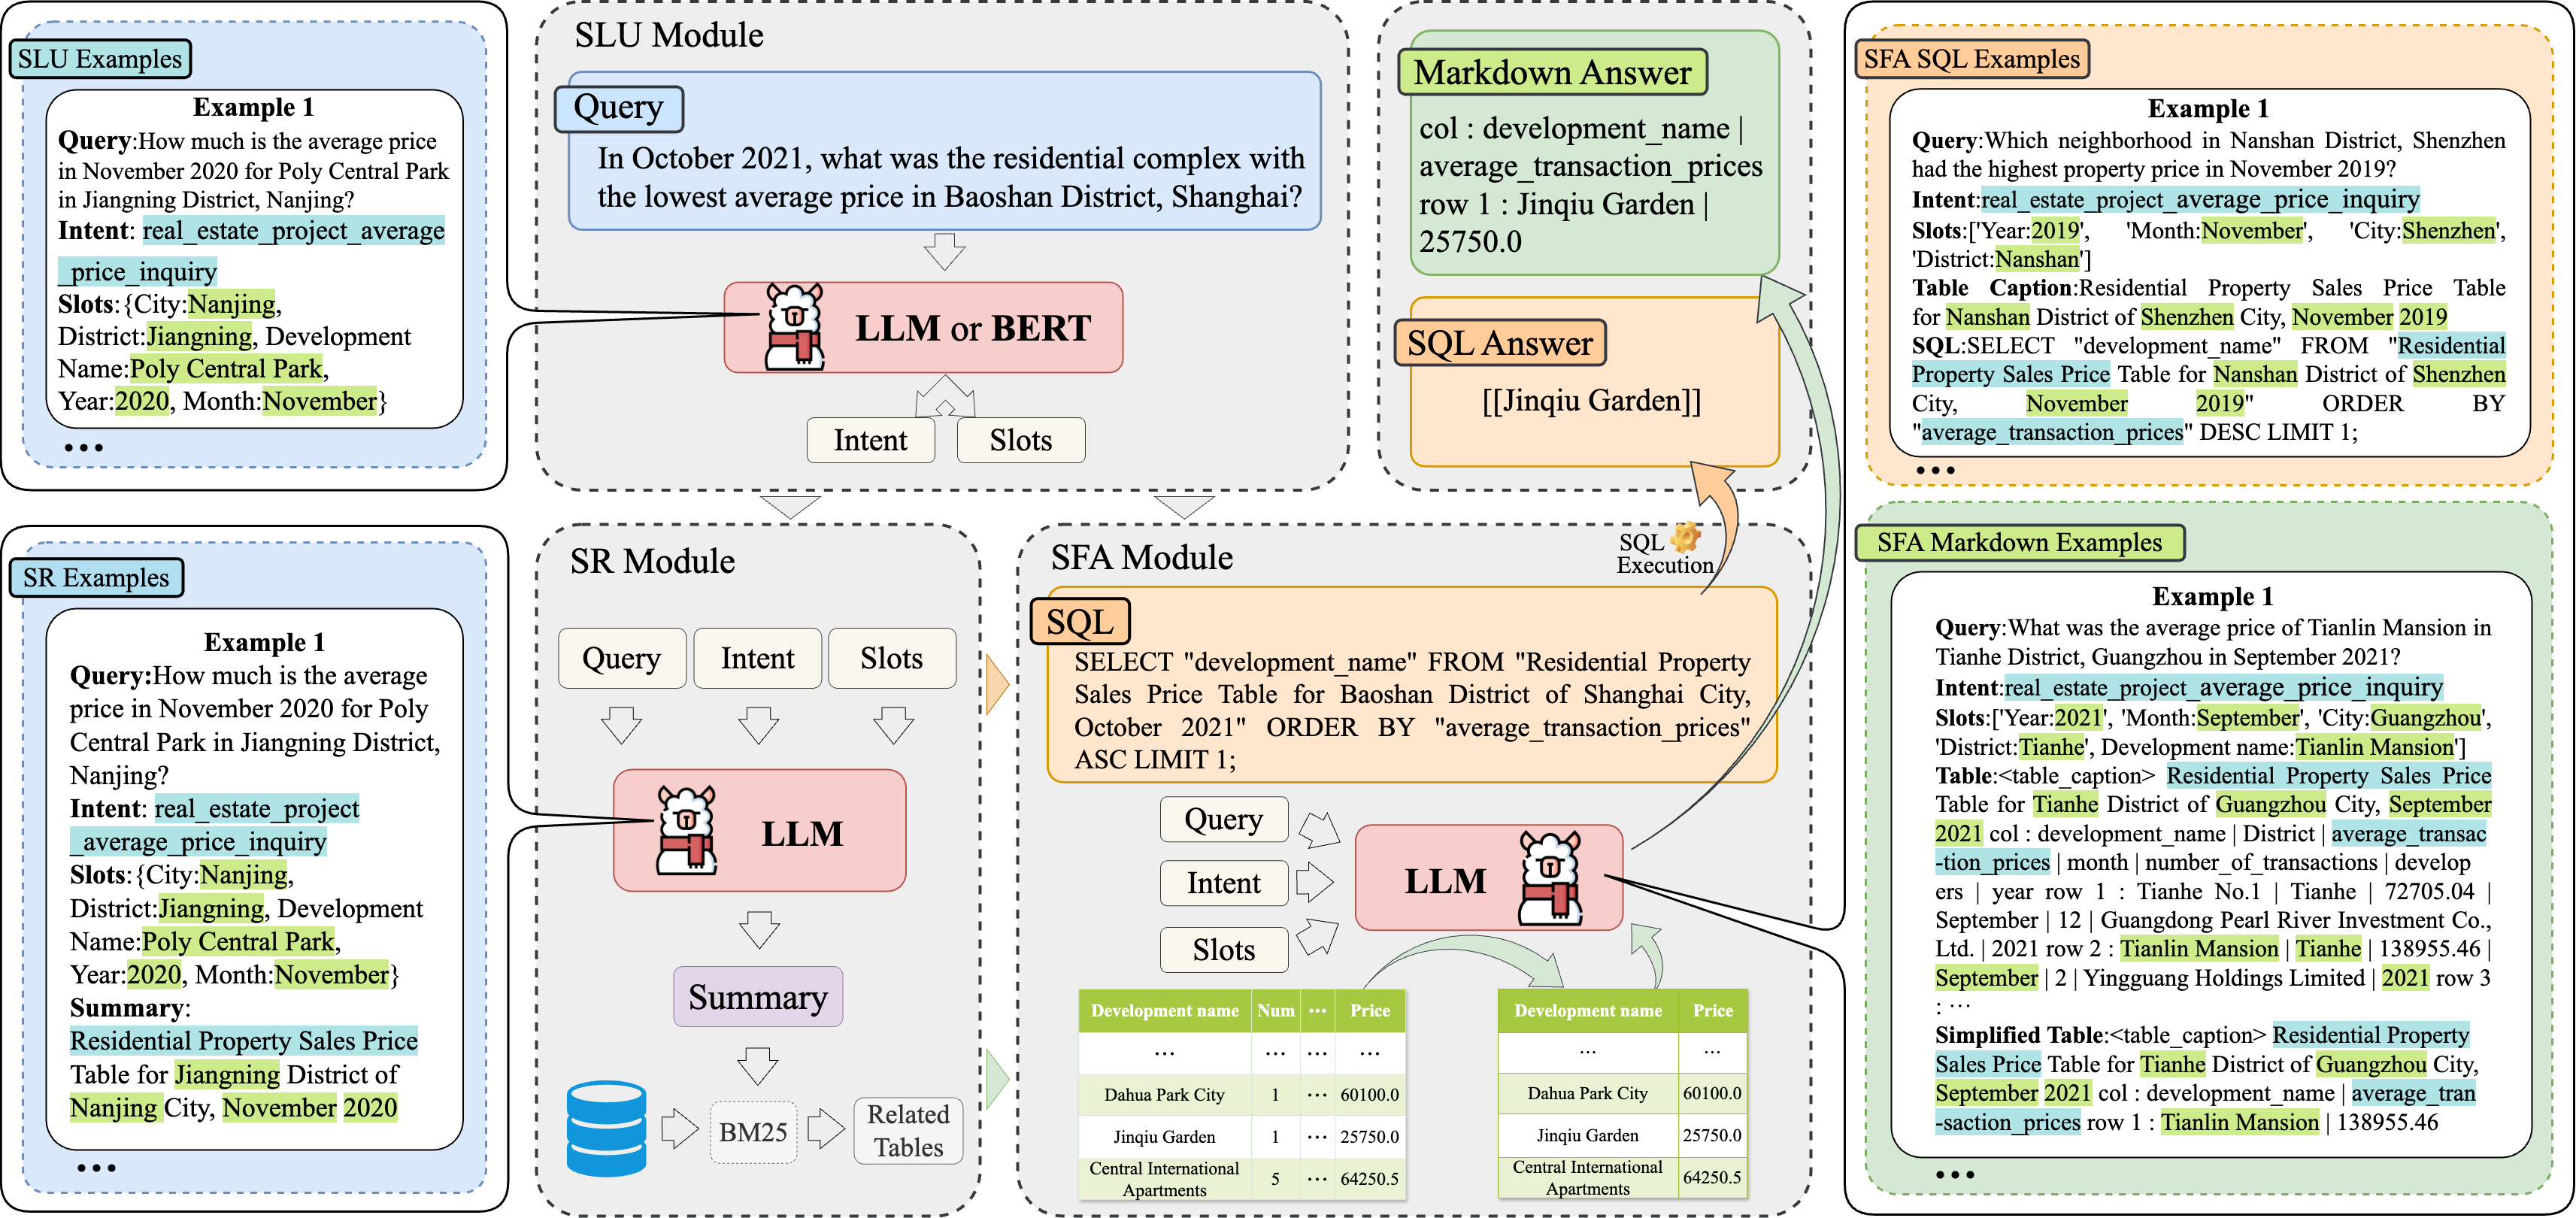 SLU Examples
Example 1
Query:How much is the average price
in November 2020 for Poly Central Park
in Jiangning District, Nanjing?
Intent: real_estate_project_average
_price_inquiry
Slots:{City:Nanjing,
District:Jiangning, Development
Name:Poly Central Park,
Year:2020, Month:November}
...
SLU Module
Query
In October 2021, what was the residential complex with
the lowest average price in Baoshan District, Shanghai?
LLM or BERT
Intent
Slots
Markdown Answer
col : development_name |
average_transaction_prices
row 1 : Jinqiu Garden |
25750.0
SQL Answer
[[Jinqiu Garden]]
SFA SQL Examples
Example 1
Query:Which neighborhood in Nanshan District, Shenzhen
had the highest property price in November 2019?
Intent:real_estate_project_average_price_inquiry
Slots:['Year:2019', 'Month:November', 'City:Shenzhen',
'District:Nanshan']
Table Caption:Residential Property Sales Price Table
for Nanshan District of Shenzhen City, November 2019
SQL:SELECT "development_name" FROM "Residential
Property Sales Price Table for Nanshan District of Shenzhen
City, November 2019" ORDER BY
"average_transaction_prices" DESC LIMIT 1;
...
SR Examples
Example 1
Query:How much is the average
price in November 2020 for Poly
Central Park in Jiangning District,
Nanjing?
Intent: real_estate_project
_average_price_inquiry
Slots:{City:Nanjing,
District:Jiangning, Development
Name:Poly Central Park,
Year:2020, Month:November}
Summary:
Residential Property Sales Price
Table for Jiangning District of
Nanjing City, November 2020
...
SR Module
Query
Intent
Slots
LLM
Summary
BM25
Related
Tables
SFA Module
SQL
Execution
SQL
SELECT "development_name" FROM "Residential Property
Sales Price Table for Baoshan District of Shanghai City,
October 2021" ORDER BY "average_transaction_prices"
ASC LIMIT 1;
Query
Intent
Slots
LLM
Development name Num ... Price
... ... ... ...
Dahua Park City 1 ... 60100.0
Jinqiu Garden 1 ... 25750.0
Central International
Apartments 5 ... 64250.5
Development name Price
... ...
Dahua Park City 60100.0
Jinqiu Garden 25750.0
Central International
Apartments 64250.5
SFA Markdown Examples
Example 1
Query:What was the average price of Tianlin Mansion in
Tianhe District, Guangzhou in September 2021?
Intent:real_estate_project_average_price_inquiry
Slots:['Year:2021', 'Month:September', 'City:Guangzhou',
'District:Tianhe', Development name:Tianlin Mansion']
Table:<table_caption> Residential Property Sales Price
Table for Tianhe District of Guangzhou City, September
2021 col : development_name | District | average_transac
-tion_prices | month | number_of_transactions | develop
ers | year row 1 : Tianhe No.1 | Tianhe | 72705.04 |
September | 12 | Guangdong Pearl River Investment Co.,
Ltd. | 2021 row 2 : Tianlin Mansion | Tianhe | 138955.46 |
September | 2 | Yingguang Holdings Limited | 2021 row 3
: ...
Simplified Table:<table_caption> Residential Property
Sales Price Table for Tianhe District of Guangzhou City,
September 2021 col : development_name | average_tran
-saction_prices row 1 : Tianlin Mansion | 138955.46
...